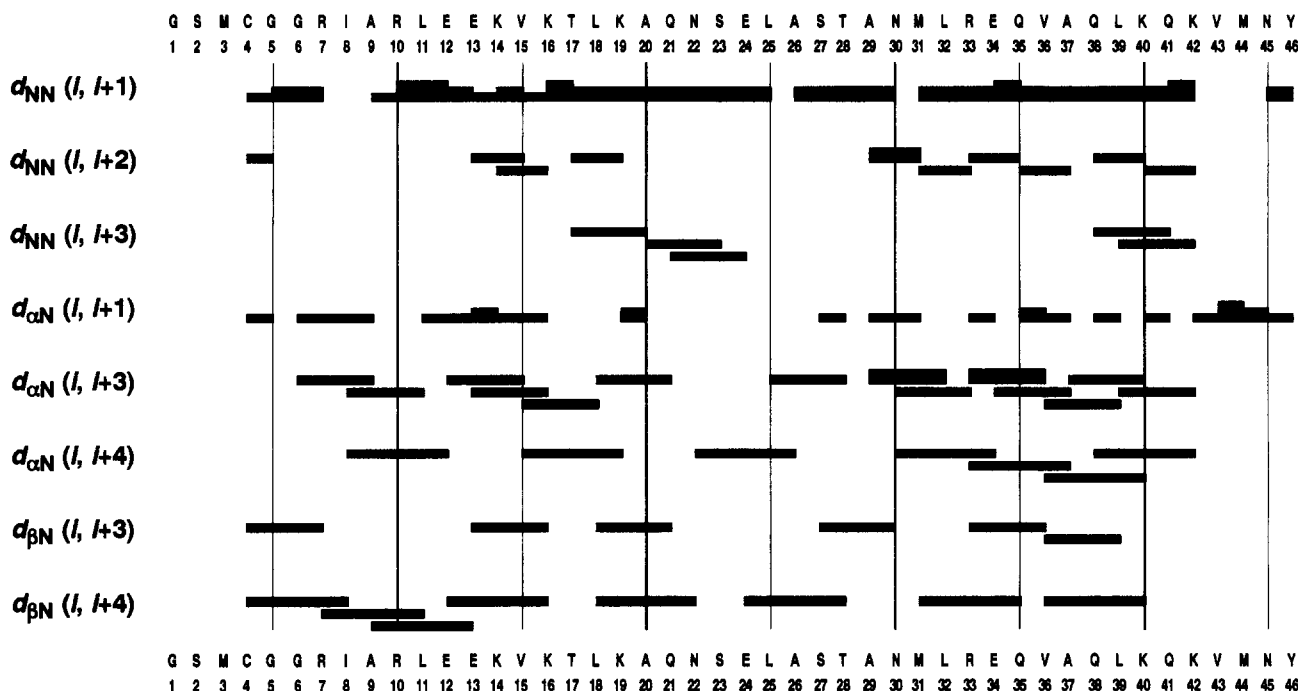 G S M C G G R I A R L E E K V K T L K A Q N S E L A S T A N M L R E Q V A Q L K Q K V M N Y
1 2 3 4 5 6 7 8 9 10 11 12 13 14 15 16 17 18 19 20 21 22 23 24 25 26 27 28 29 30 31 32 33 34 35 36 37 38 39 40 41 42 43 44 45 46
dNN (i, i+1)
dNN (i, i+2)
dNN (i, i+3)
dαN (i, i+1)
dαN (i, i+3)
dαN (i, i+4)
dβN (i, i+3)
dβN (i, i+4)
G S M C G G R I A R L E E K V K T L K A Q N S E L A S T A N M L R E Q V A Q L K Q K V M N Y
1 2 3 4 5 6 7 8 9 10 11 12 13 14 15 16 17 18 19 20 21 22 23 24 25 26 27 28 29 30 31 32 33 34 35 36 37 38 39 40 41 42 43 44 45 46